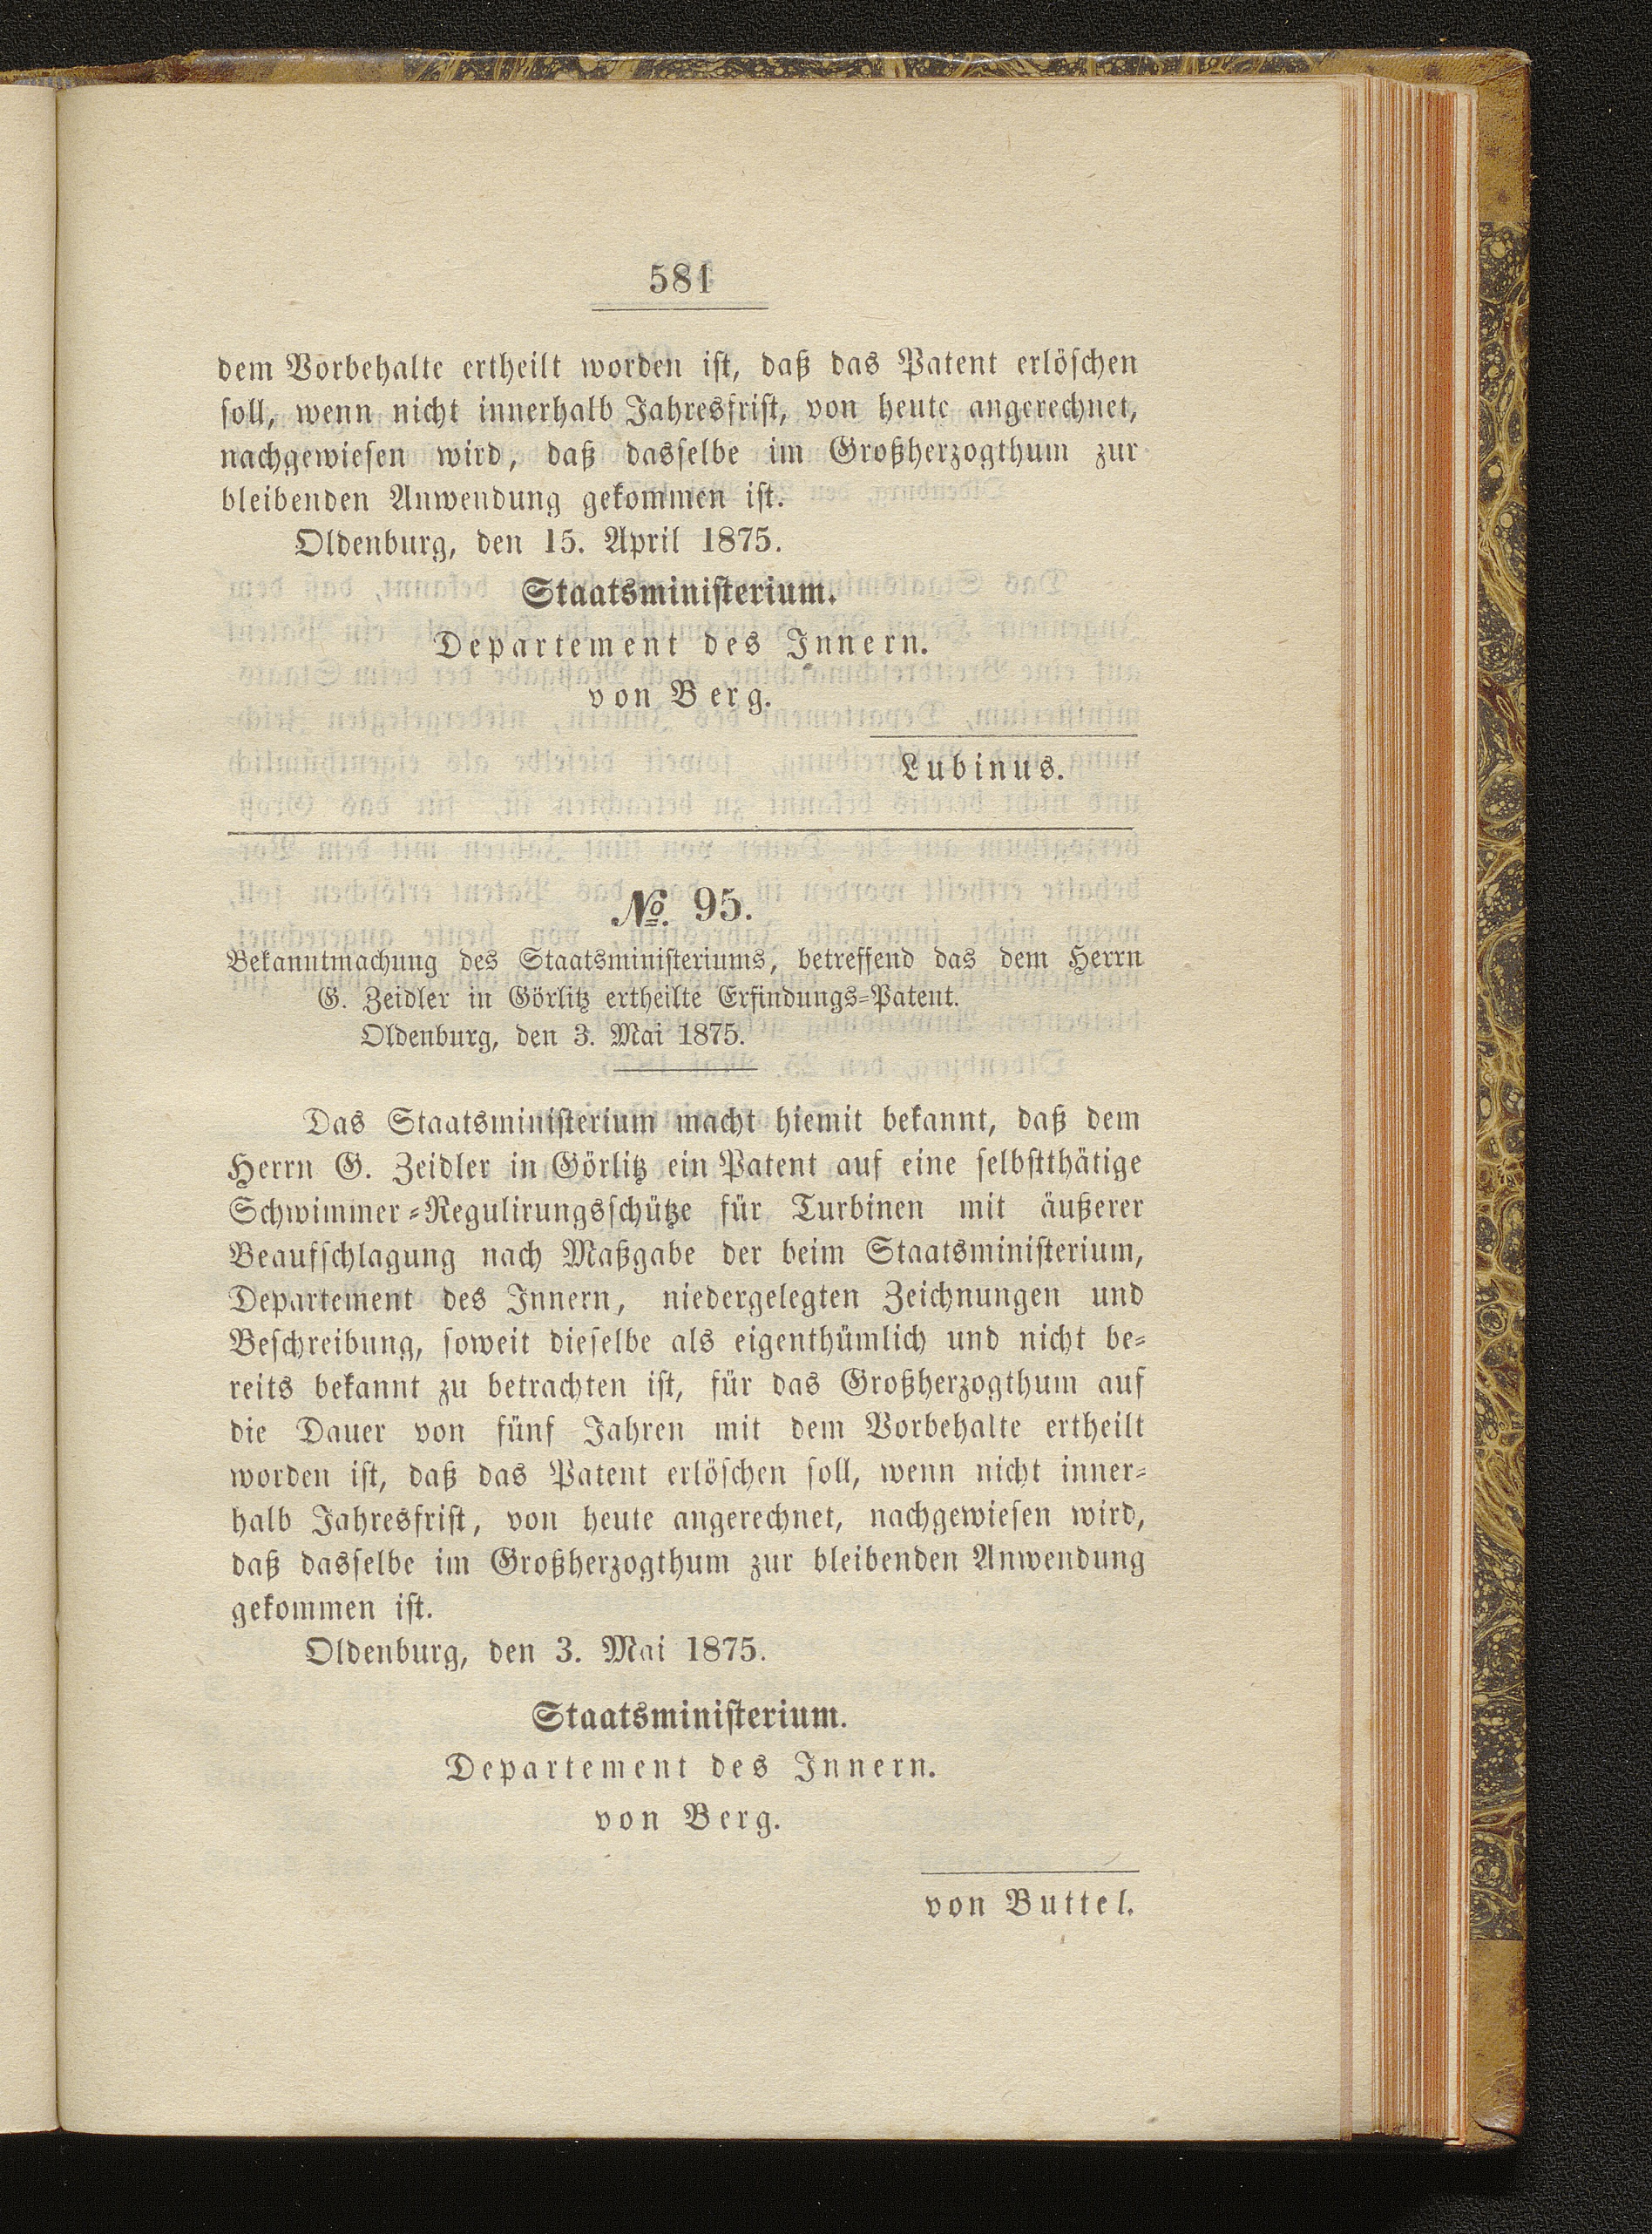 581
dem Vorbehalte ertheilt worden ist, daß das Patent erlöschen
soll, wenn nicht innerhalb Jahresfrist, von heute angerechnet,
nachgewiesen wird, daß dasselbe im Großherzogthum zur
bleibenden Anwendung gekommen ist.
Oldenburg, den 15. April 1875.
Staatsministerium.
Departement des Innern.
von Berg.
Lubinus.
№. 95.
Bekanntmachung des Staatsministeriums, betreffend das dem Herrn
G. Zeidler in Görlitz ertheilte Erfindungs-Patent.
Oldenburg, den 3. Mai 1875.
Das Staatsministerium macht hiemit bekannt, daß dem
Herrn G. Zeidler in Görlitz ein Patent auf eine selbstthätige
Schwimmer-Regulirungsschütze für Turbinen mit äußerer
Beaufschlagung nach Maßgabe der beim Staatsministerium,
Departement des Innern, niedergelegten Zeichnungen und
Beschreibung, soweit dieselbe als eigenthümlich und nicht be-
reits bekannt zu betrachten ist, für das Großherzogthum auf
die Dauer von fünf Jahren mit dem Vorbehalte ertheilt
worden ist, daß das Patent erlöschen soll, wenn nicht inner-
halb Jahresfrist, von heute angerechnet, nachgewiesen wird,
daß dasselbe im Großherzogthum zur bleibenden Anwendung
gekommen ist.
Oldenburg, den 3. Mai 1875.
Staatsministerium.
Departement des Innern.
von Berg.
von Buttel.